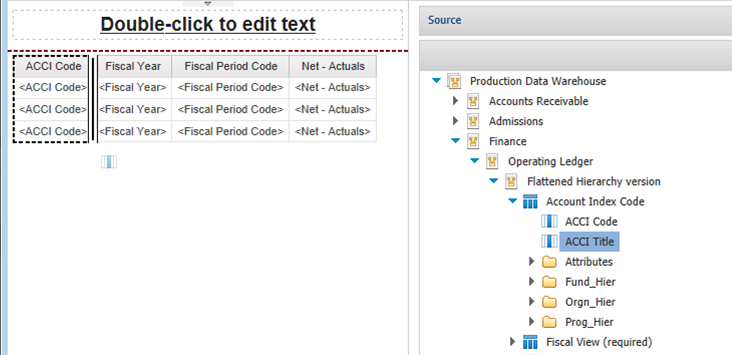 Double-click to edit text
ACCI Code Fiscal Year Fiscal Period Code Net - Actuals
<ACCI Code> <Fiscal Year> <Fiscal Period Code> <Net - Actuals>
<ACCI Code> <Fiscal Year> <Fiscal Period Code> <Net - Actuals>
<ACCI Code> <Fiscal Year> <Fiscal Period Code> <Net - Actuals>
Source
Production Data Warehouse
Accounts Receivable
Admissions
Finance
Operating Ledger
Flattened Hierarchy version
Account Index Code
ACCI Code
ACCI Title
Attributes
Fund_Hier
Orgn_Hier
Prog_Hier
Fiscal View (required)